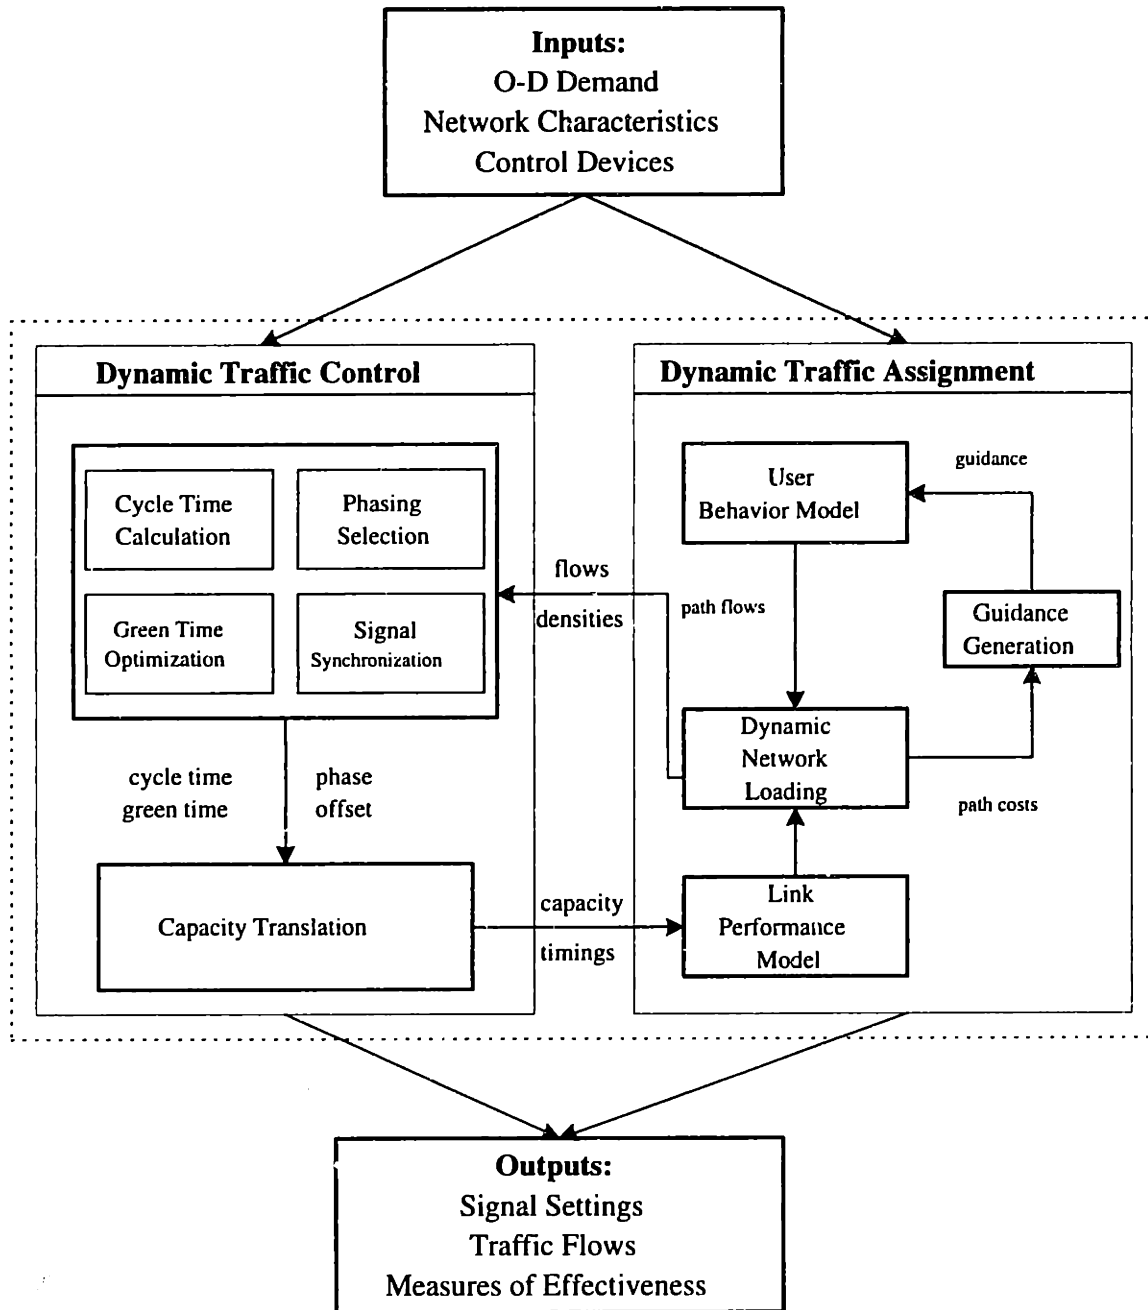 Inputs:
O-D Demand
Network Characteristics
Control Devices
Dynamic Traffic Control
Cycle Time
Calculation
Phasing
Selection
Green Time
Optimization
Signal
Synchronization
cycle time
green time
phase
offset
Capacity Translation
flows
densities
capacity
timings
Dynamic Traffic Assignment
User
Behavior Model
guidance
path flows
Guidance
Generation
Dynamic
Network
Loading
path costs
Link
Performance
Model
Outputs:
Signal Settings
Traffic Flows
Measures of Effectiveness